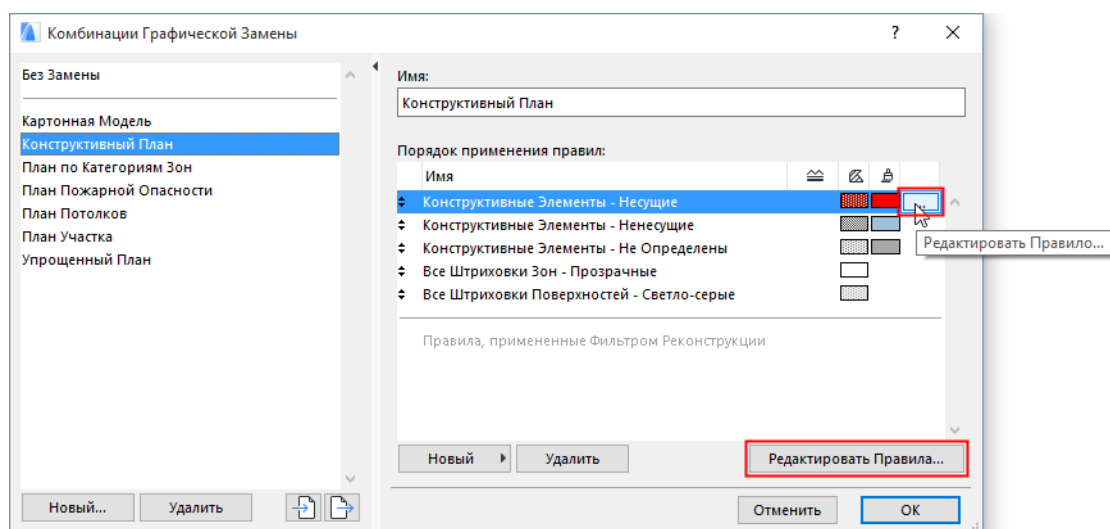 Комбинации Графической Замены
?
Без Замены
Картонная Модель
Конструктивный План
План по Категориям Зон
План Пожарной Опасности
План Потолков
План Участка
Упрощенный План
Новый...
Удалить
Имя:
Конструктивный План
Порядок применения правил:
Имя
Конструктивные Элементы - Несущие
...
Редактировать Правило...
Конструктивные Элементы - Ненесущие
Конструктивные Элементы - Не Определены
Все Штриховки Зон - Прозрачные
Все Штриховки Поверхностей - Светло-серые
Правила, примененные Фильтром Реконструкции
Новый
Удалить
Редактировать Правила...
Отменить
ОК